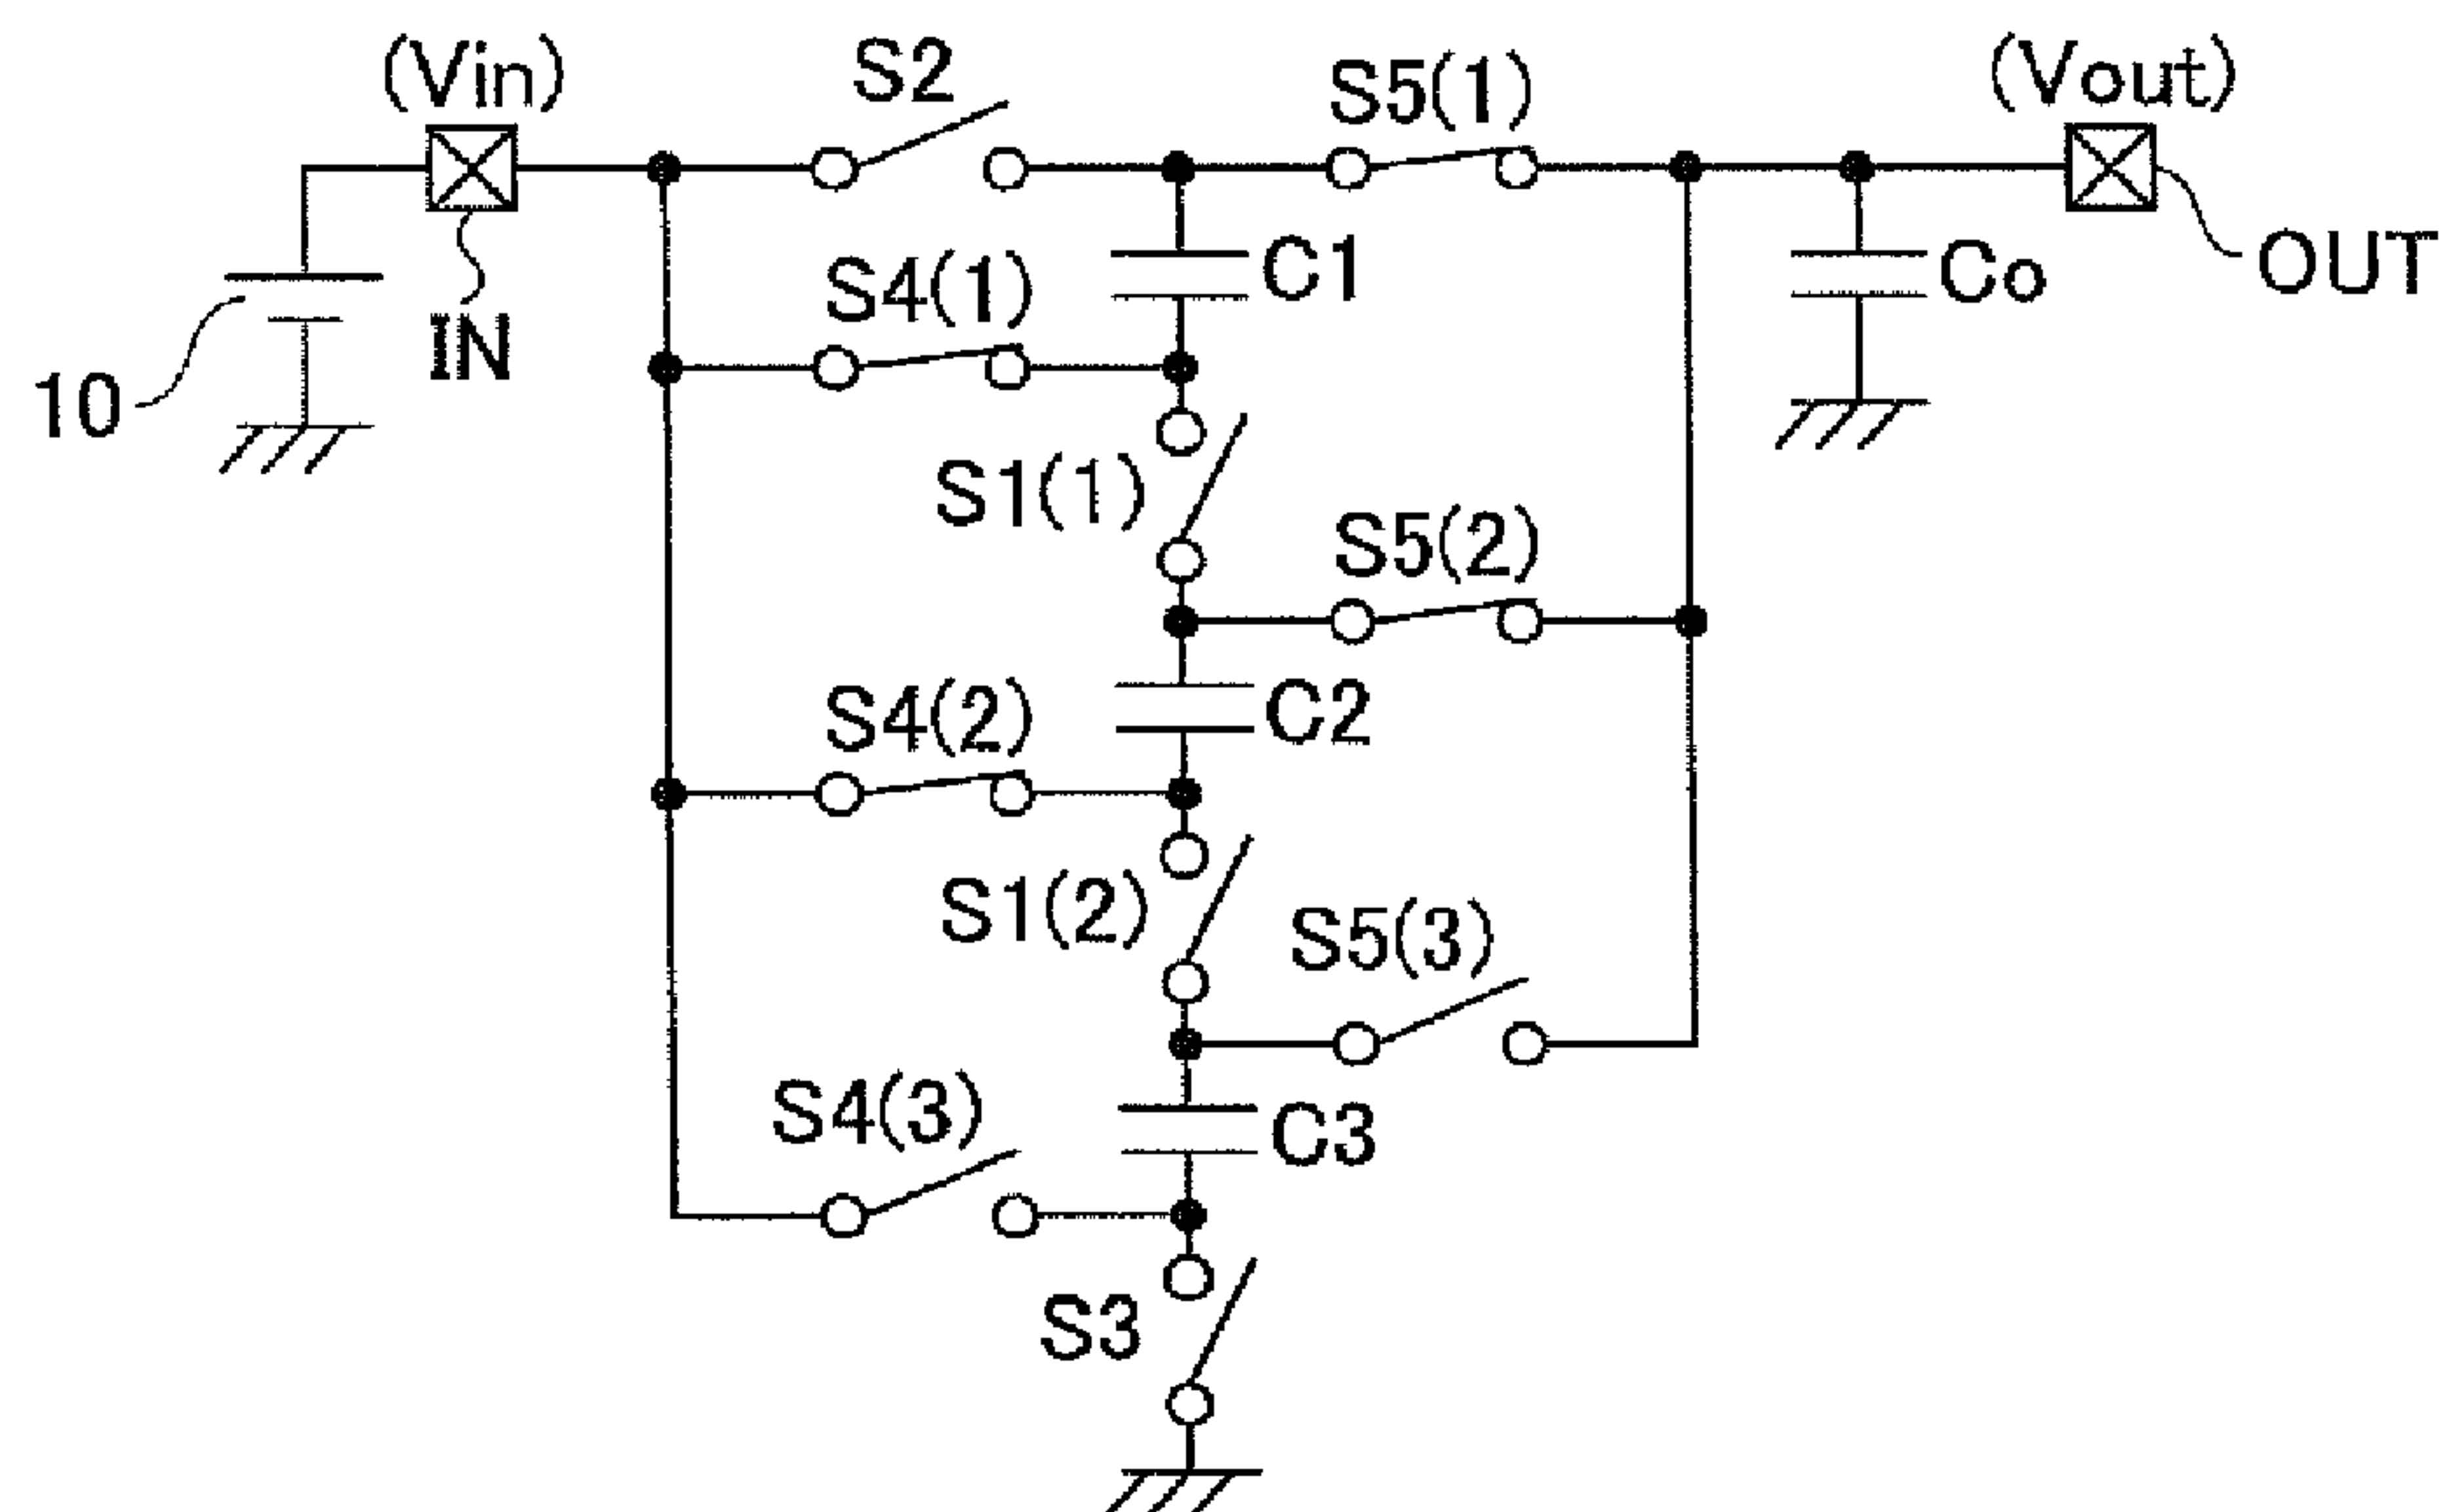 (Vin)
S2
S5(1)
(Vout)
C1
Co
OUT
S4(1)
IN
10
S1(1)
S5(2)
S4(2)
C2
S1(2)
S5(3)
S4(3)
C3
S3